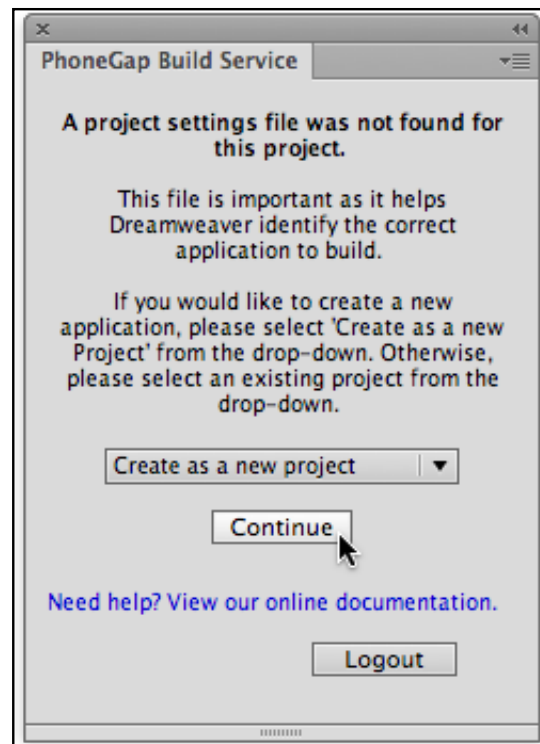 PhoneGap Build Service
A project settings file was not found for
this project.
This file is important as it helps
Dreamweaver identify the correct
application to build.
If you would like to create a new
application, please select 'Create as a new
Project' from the drop-down. Otherwise,
please select an existing project from the
drop-down.
Create as a new project
Continue
Need help? View our online documentation.
Logout